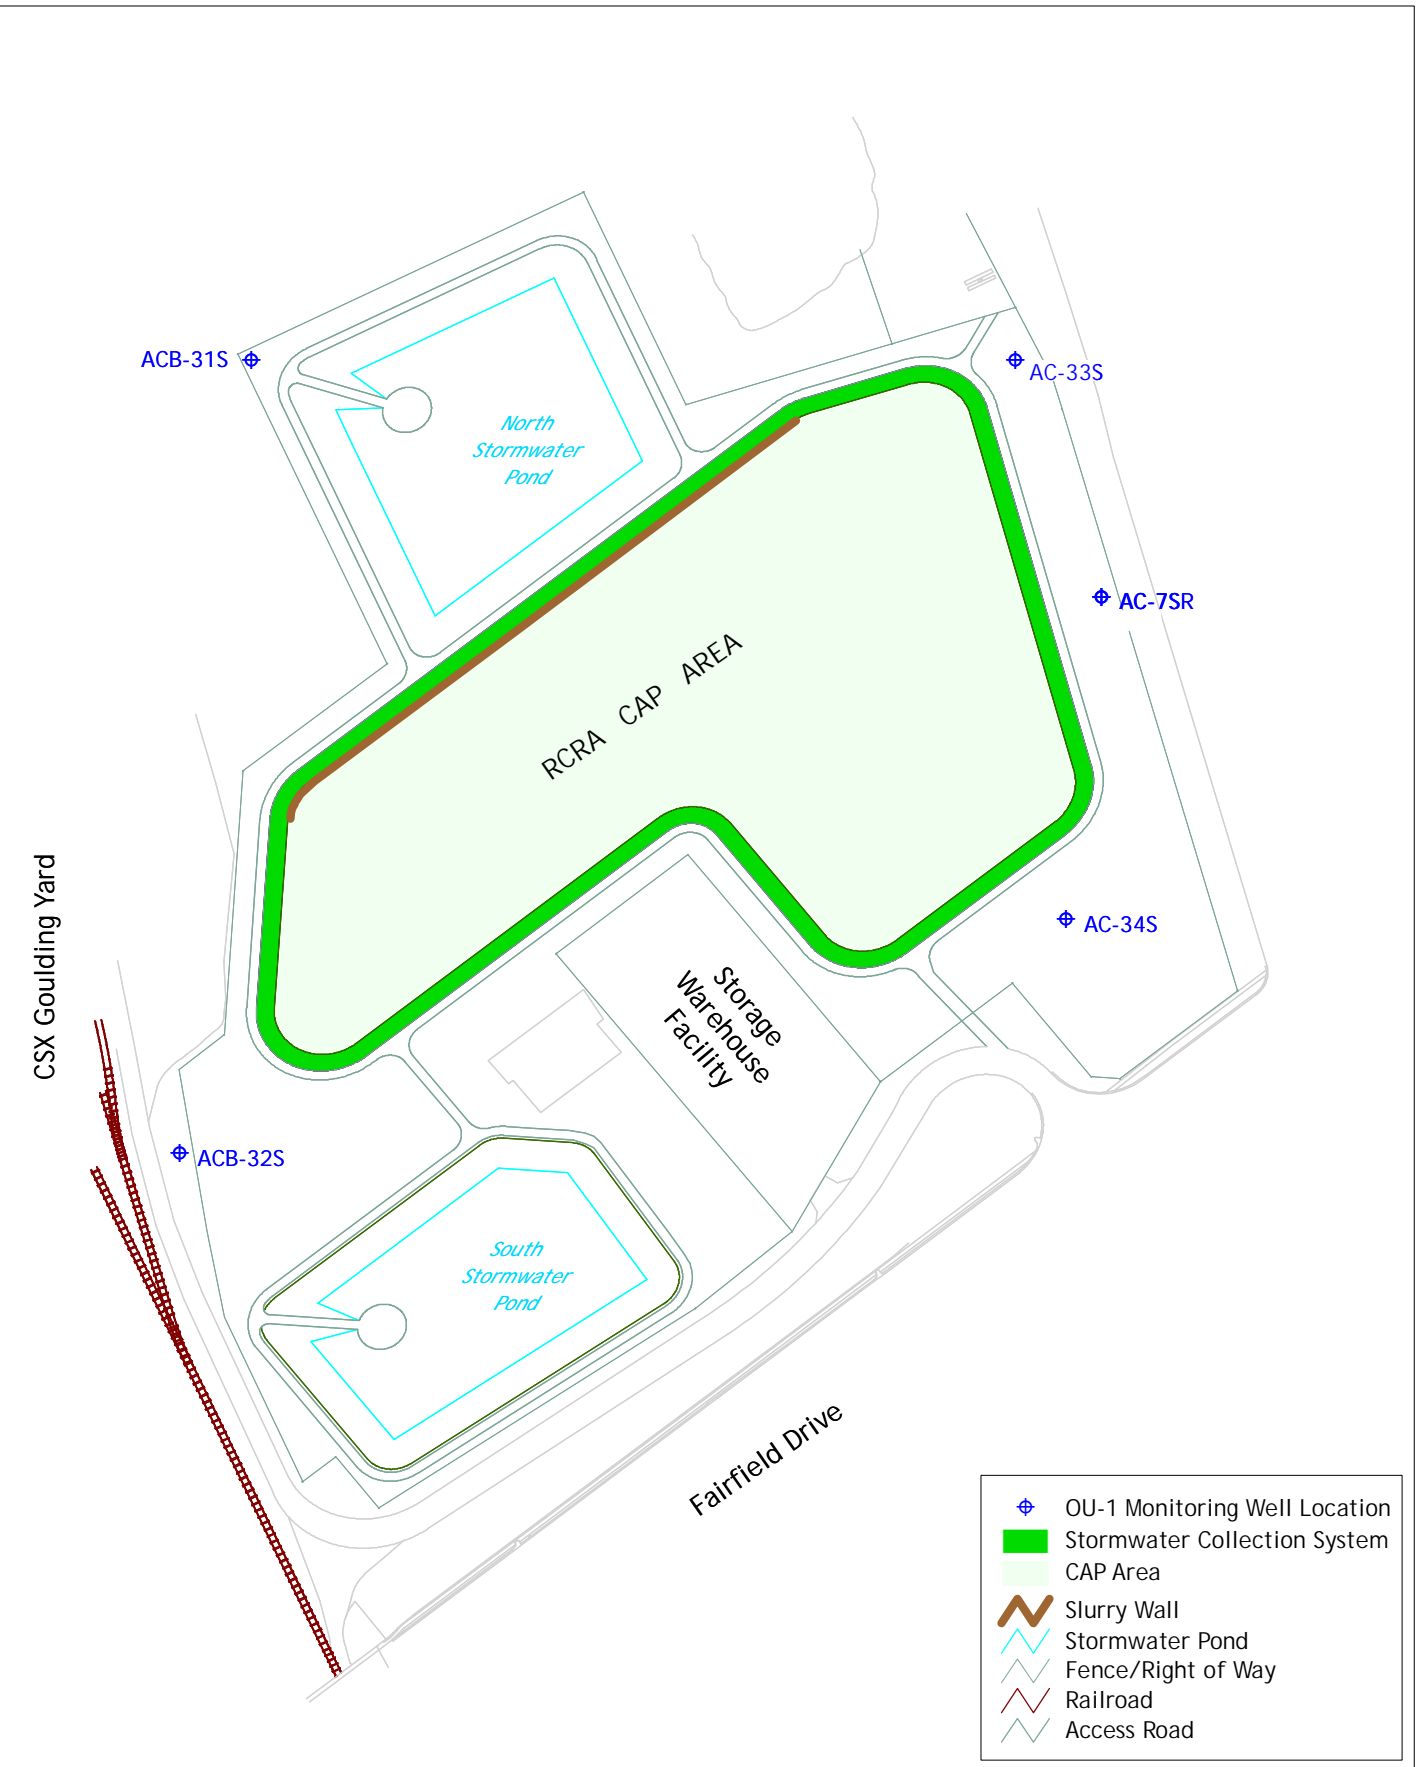 ACB-31S
AC-33S
North
Stormwater
Pond
AC-7SR
RCRA CAP AREA
CSX Goulding Yard
AC-34S
Storage
Warehouse
Facility
ACB-32S
South
Stormwater
Pond
Fairfield Drive
OU-1 Monitoring Well Location
Stormwater Collection System
CAP Area
Slurry Wall
Stormwater Pond
Fence/Right of Way
Railroad
Access Road